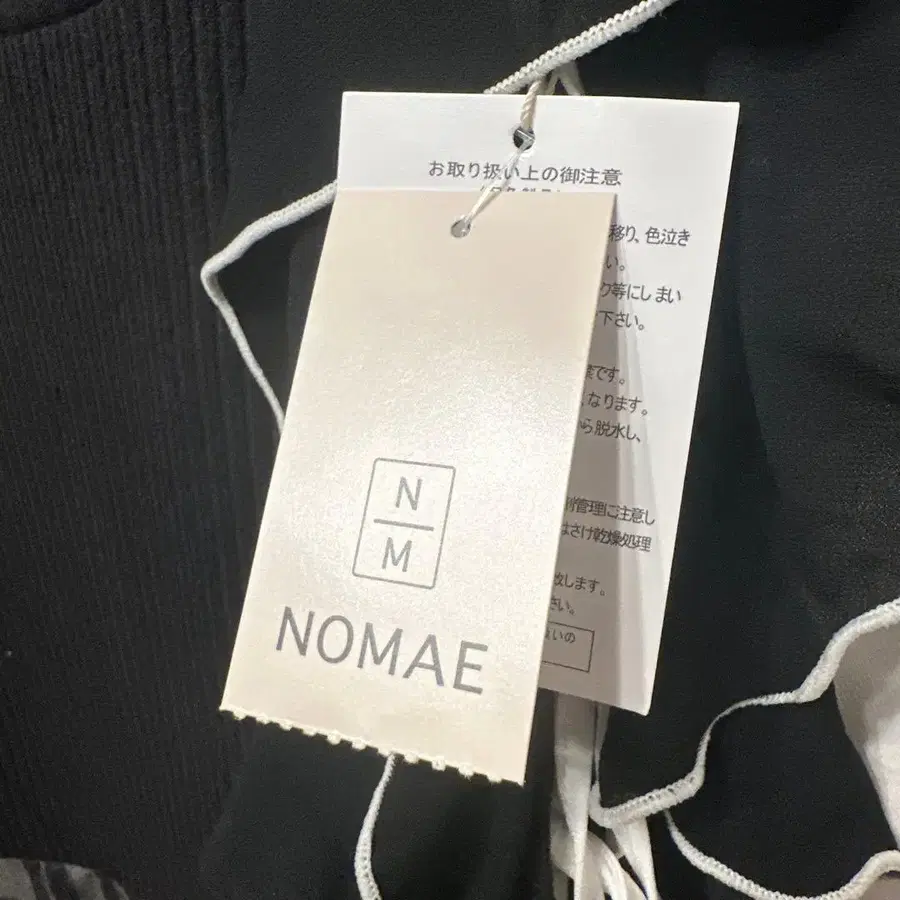 お取り扱い上の御注意
移り、色泣き
い。
ク等にしまい
下さい。
です。
なります。
ら脱水し、
管理に注意し
はさけ乾燥処理
します。
さい。
いの
N
M
NOMAE